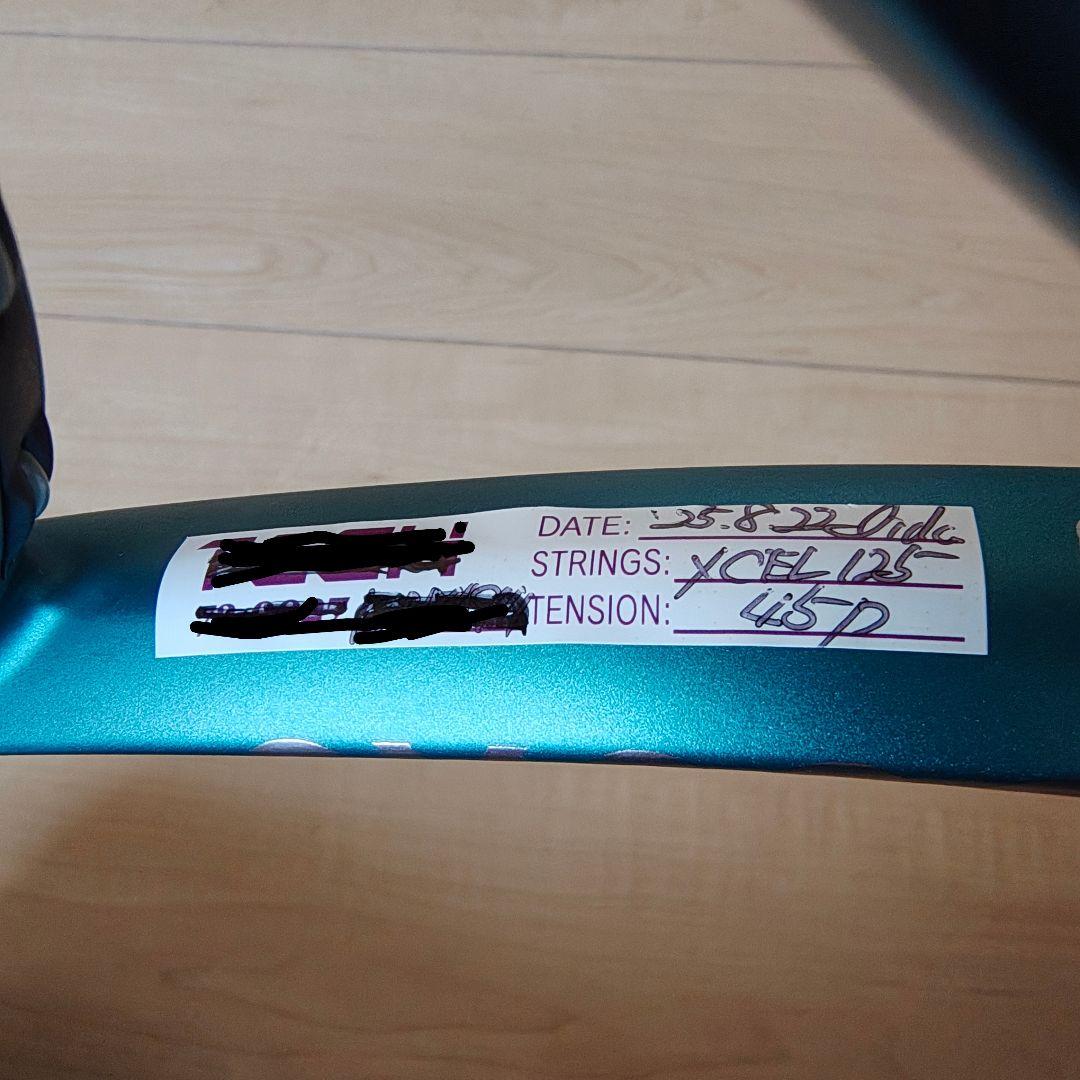 DATE: '25.8.22
STRINGS: XCEL 125
TENSION: 45p